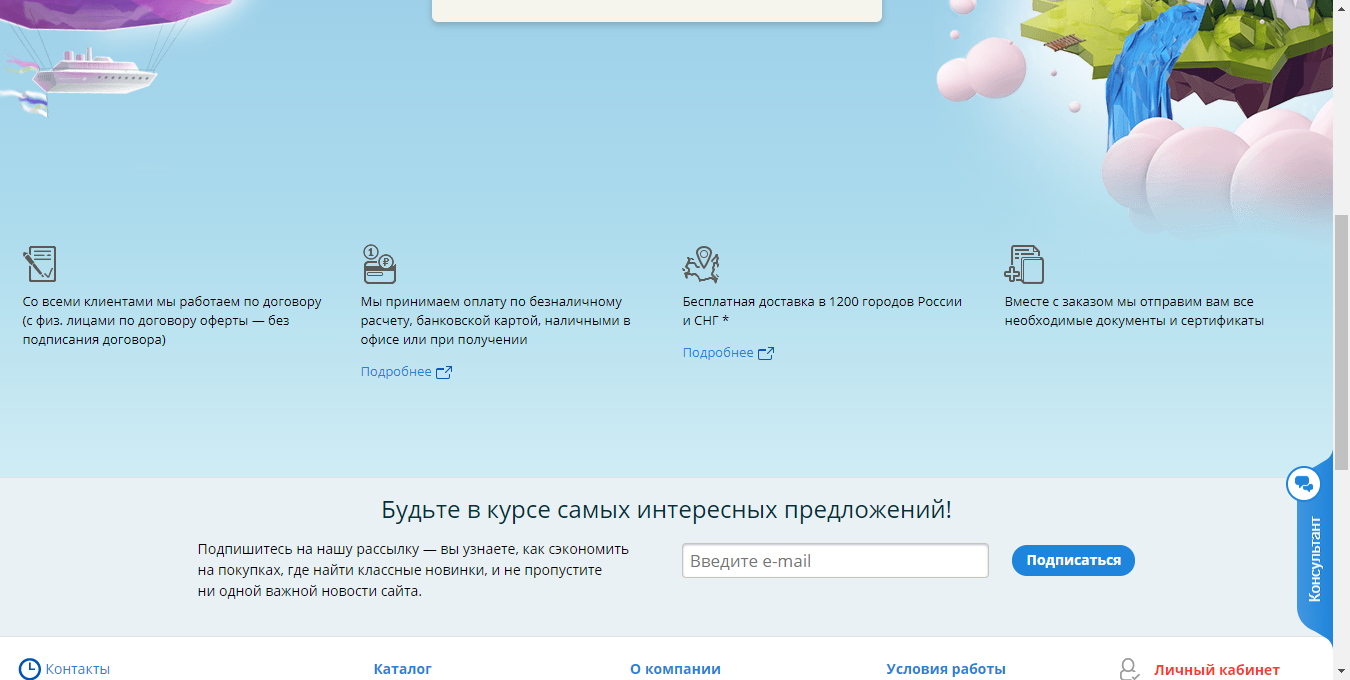 Со всеми клиентами мы работаем по договору
(с физ. лицами по договору оферты — без
подписания договора)
Мы принимаем оплату по безналичному
расчету, банковской картой, наличными в
офисе или при получении
Подробнее
Бесплатная доставка в 1200 городов России
и СНГ *
Подробнее
Вместе с заказом мы отправим вам все
необходимые документы и сертификаты
Будьте в курсе самых интересных предложений!
Подпишитесь на нашу рассылку — вы узнаете, как сэкономить
на покупках, где найти классные новинки, и не пропустите
ни одной важной новости сайта.
Введите e-mail
Подписаться
Консультант
Контакты
Каталог
О компании
Условия работы
Личный кабинет